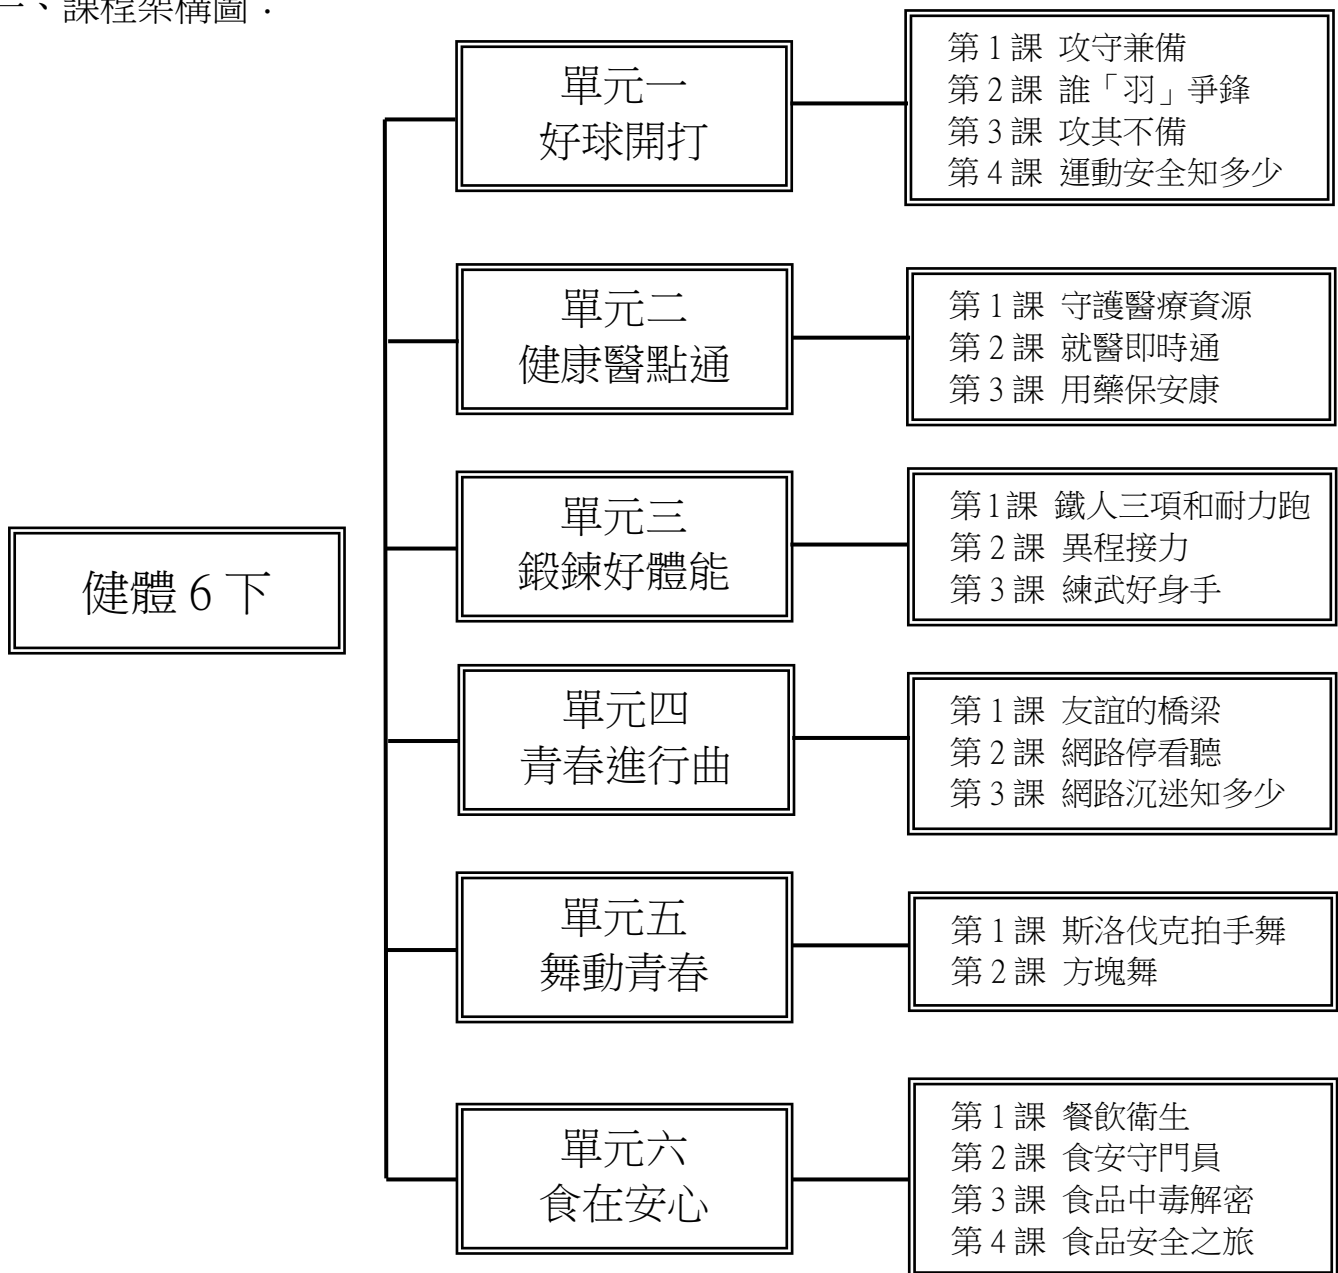 一、課程架構圖：
健體 6 下
單元一
好球開打
第 1 課 攻守兼備
第 2 課 誰「羽」爭鋒
第 3 課 攻其不備
第 4 課 運動安全知多少
單元二
健康醫點通
第 1 課 守護醫療資源
第 2 課 就醫即時通
第 3 課 用藥保安康
單元三
鍛鍊好體能
第 1 課 鐵人三項和耐力跑
第 2 課 異程接力
第 3 課 練武好身手
單元四
青春進行曲
第 1 課 友誼的橋梁
第 2 課 網路停看聽
第 3 課 網路沉迷知多少
單元五
舞動青春
第 1 課 斯洛伐克拍手舞
第 2 課 方塊舞
單元六
食在安心
第 1 課 餐飲衛生
第 2 課 食安守門員
第 3 課 食品中毒解密
第 4 課 食品安全之旅